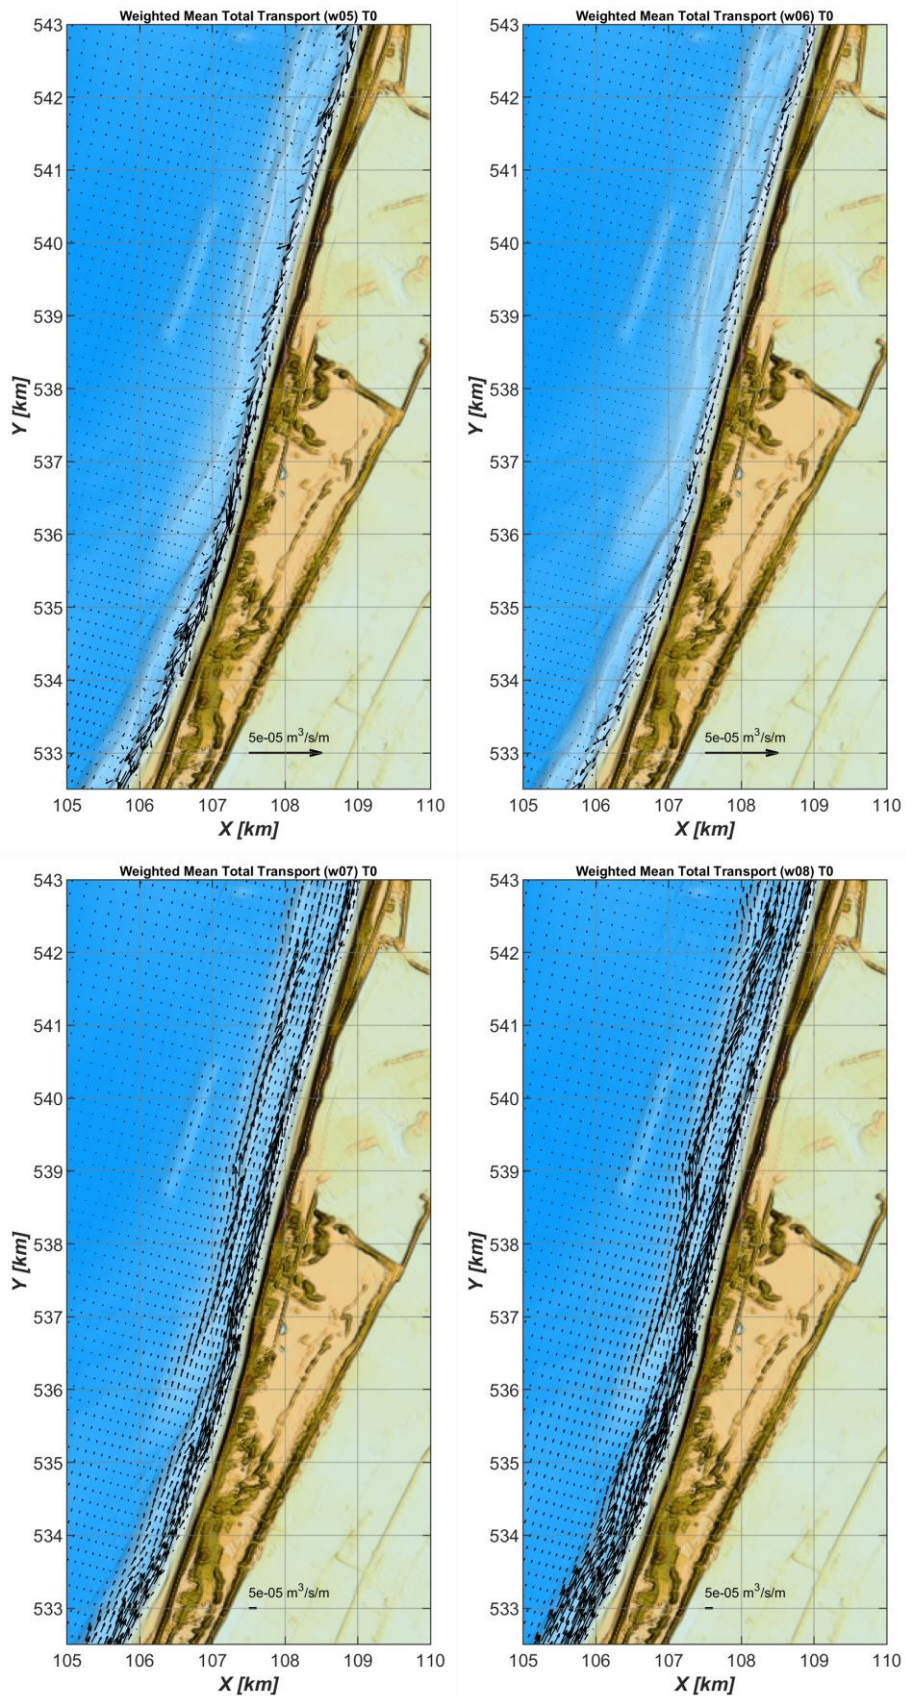 Weighted Mean Total Transport (w05) T0
543
542
541
540
539
538
537
536
535
534
533
Y [km]
5e-05 m³/s/m
105 106 107 108 109 110
X [km]
Weighted Mean Total Transport (w06) T0
543
542
541
540
539
538
537
536
535
534
533
Y [km]
5e-05 m³/s/m
105 106 107 108 109 110
X [km]
Weighted Mean Total Transport (w07) T0
543
542
541
540
539
538
537
536
535
534
533
Y [km]
5e-05 m³/s/m
105 106 107 108 109 110
X [km]
Weighted Mean Total Transport (w08) T0
543
542
541
540
539
538
537
536
535
534
533
Y [km]
5e-05 m³/s/m
105 106 107 108 109 110
X [km]